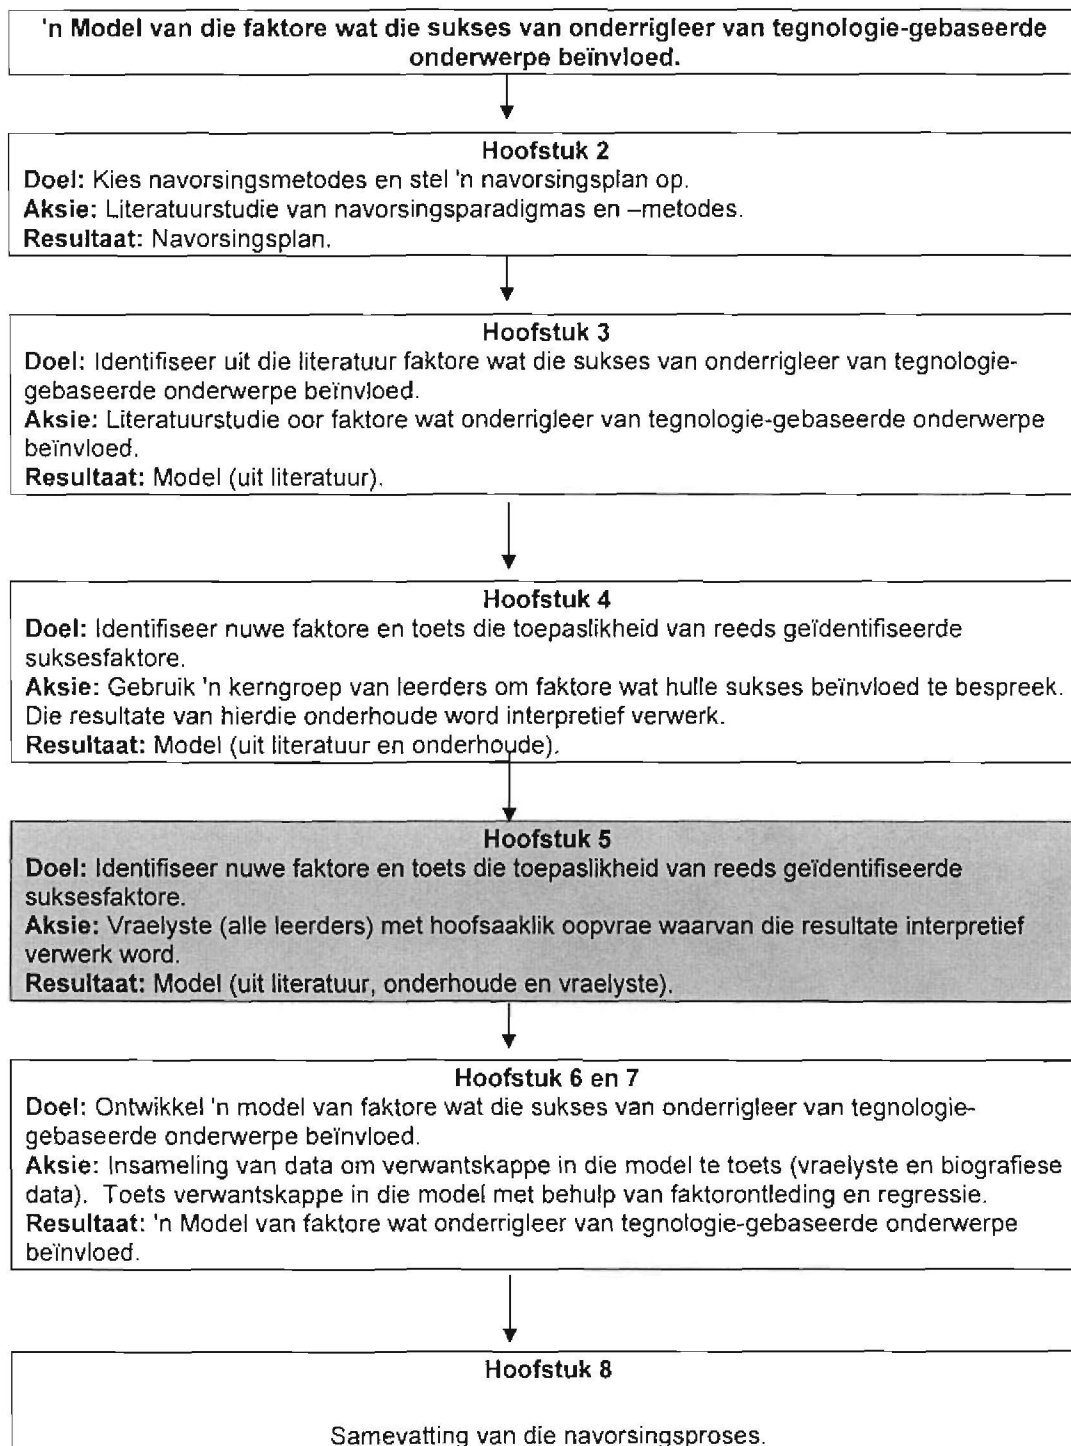 'n Model van die faktore wat die sukses van onderrigleer van tegnologie-gebaseerde
onderwerpe beïnvloed.
Hoofstuk 2
Doel: Kies navorsingsmetodes en stel 'n navorsingsplan op.
Aksie: Literatuurstudie van navorsingsparadigmas en –metodes.
Resultaat: Navorsingsplan.
Hoofstuk 3
Doel: Identifiseer uit die literatuur faktore wat die sukses van onderrigleer van tegnologie-
gebaseerde onderwerpe beïnvloed.
Aksie: Literatuurstudie oor faktore wat onderrigleer van tegnologie-gebaseerde onderwerpe
beïnvloed.
Resultaat: Model (uit literatuur).
Hoofstuk 4
Doel: Identifiseer nuwe faktore en toets die toepaslikheid van reeds geïdentifiseerde
suksesfaktore.
Aksie: Gebruik 'n kerngroep van leerders om faktore wat hulle sukses beïnvloed te bespreek.
Die resultate van hierdie onderhoude word interpretief verwerk.
Resultaat: Model (uit literatuur en onderhoude).
Hoofstuk 5
Doel: Identifiseer nuwe faktore en toets die toepaslikheid van reeds geïdentifiseerde
suksesfaktore.
Aksie: Vraelyste (alle leerders) met hoofsaaklik oopvrae waarvan die resultate interpretief
verwerk word.
Resultaat: Model (uit literatuur, onderhoude en vraelyste).
Hoofstuk 6 en 7
Doel: Ontwikkel 'n model van faktore wat die sukses van onderrigleer van tegnologie-
gebaseerde onderwerpe beïnvloed.
Aksie: Insameling van data om verwantskappe in die model te toets (vraelyste en biografiese
data). Toets verwantskappe in die model met behulp van faktorontleding en regressie.
Resultaat: 'n Model van faktore wat onderrigleer van tegnologie-gebaseerde onderwerpe
beïnvloed.
Hoofstuk 8
Samevatting van die navorsingsproses.